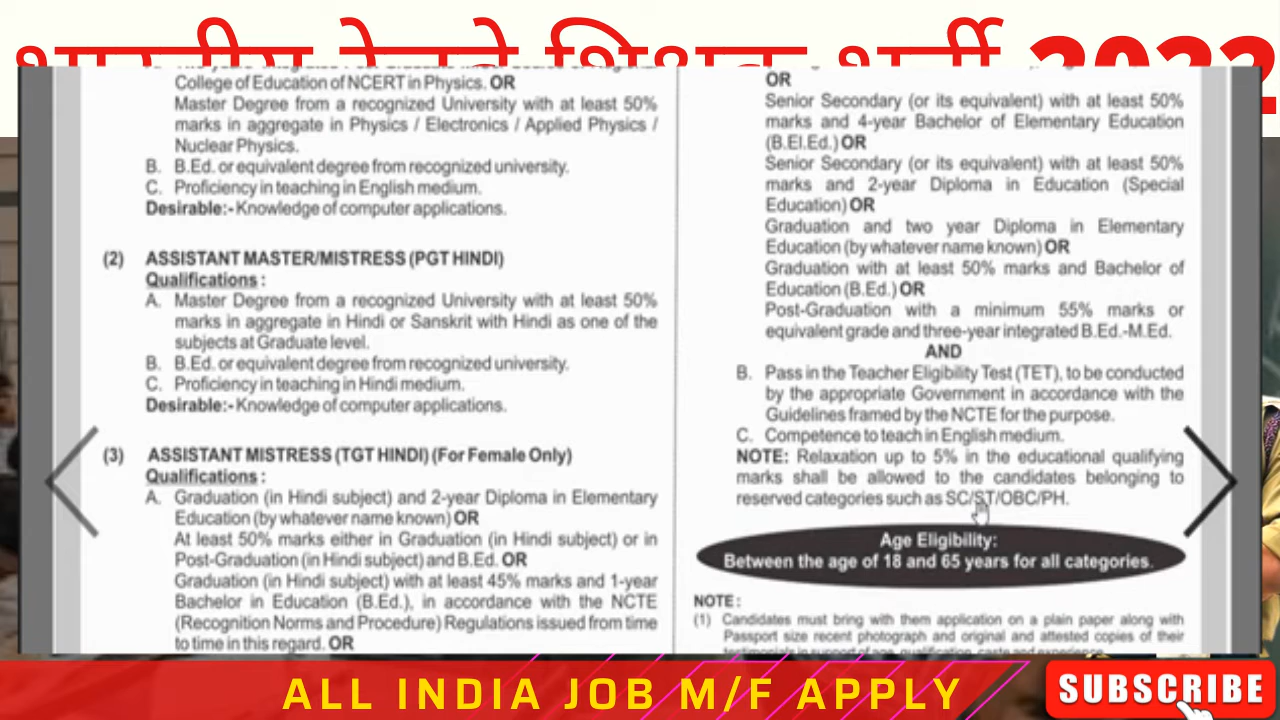 भारतीय रेलवे शिक्षक भर्ती 2023
College of Education of NCERT in Physics. OR
Master Degree from a recognized University with at least 50%
marks in aggregate in Physics / Electronics / Applied Physics /
Nuclear Physics.
B. B.Ed. or equivalent degree from recognized university.
C. Proficiency in teaching in English medium.
Desirable:- Knowledge of computer applications.
(2) ASSISTANT MASTER/MISTRESS (PGT HINDI)
Qualifications :
A. Master Degree from a recognized University with at least 50%
marks in aggregate in Hindi or Sanskrit with Hindi as one of the
subjects at Graduate level.
B. B.Ed. or equivalent degree from recognized university.
C. Proficiency in teaching in Hindi medium.
Desirable:- Knowledge of computer applications.
(3) ASSISTANT MISTRESS (TGT HINDI) (For Female Only)
Qualifications :
A. Graduation (in Hindi subject) and 2-year Diploma in Elementary
Education (by whatever name known) OR
At least 50% marks either in Graduation (in Hindi subject) or in
Post-Graduation (in Hindi subject) and B.Ed. OR
Graduation (in Hindi subject) with at least 45% marks and 1-year
Bachelor in Education (B.Ed.), in accordance with the NCTE
(Recognition Norms and Procedure) Regulations issued from time
to time in this regard. OR
OR
Senior Secondary (or its equivalent) with at least 50%
marks and 4-year Bachelor of Elementary Education
(B.El.Ed.) OR
Senior Secondary (or its equivalent) with at least 50%
marks and 2-year Diploma in Education (Special
Education) OR
Graduation and two year Diploma in Elementary
Education (by whatever name known) OR
Graduation with at least 50% marks and Bachelor of
Education (B.Ed.) OR
Post-Graduation with a minimum 55% marks or
equivalent grade and three-year integrated B.Ed.-M.Ed.
AND
B. Pass in the Teacher Eligibility Test (TET), to be conducted
by the appropriate Government in accordance with the
Guidelines framed by the NCTE for the purpose.
C. Competence to teach in English medium.
NOTE: Relaxation up to 5% in the educational qualifying
marks shall be allowed to the candidates belonging to
reserved categories such as SC/ST/OBC/PH.
Age Eligibility:
Between the age of 18 and 65 years for all categories.
NOTE :
(1) Candidates must bring with them application on a plain paper along with
Passport size recent photograph and original and attested copies of their
testimonials in support of age, qualification, caste and experience.
ALL INDIA JOB M/F APPLY
SUBSCRIBE